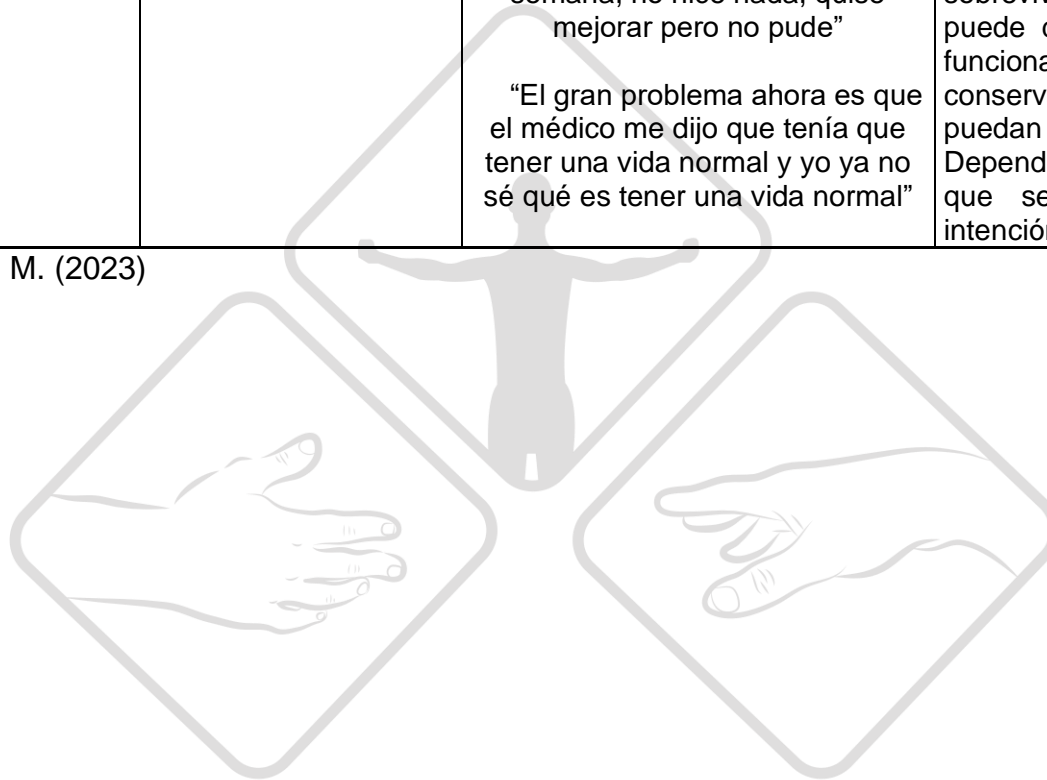 mejorar pero no pude”
“El gran problema ahora es que
el médico me dijo que tenía que
tener una vida normal y yo ya no
sé qué es tener una vida normal”
puede
funciona
conserv
puedan
Depend
que se
intención
M. (2023)